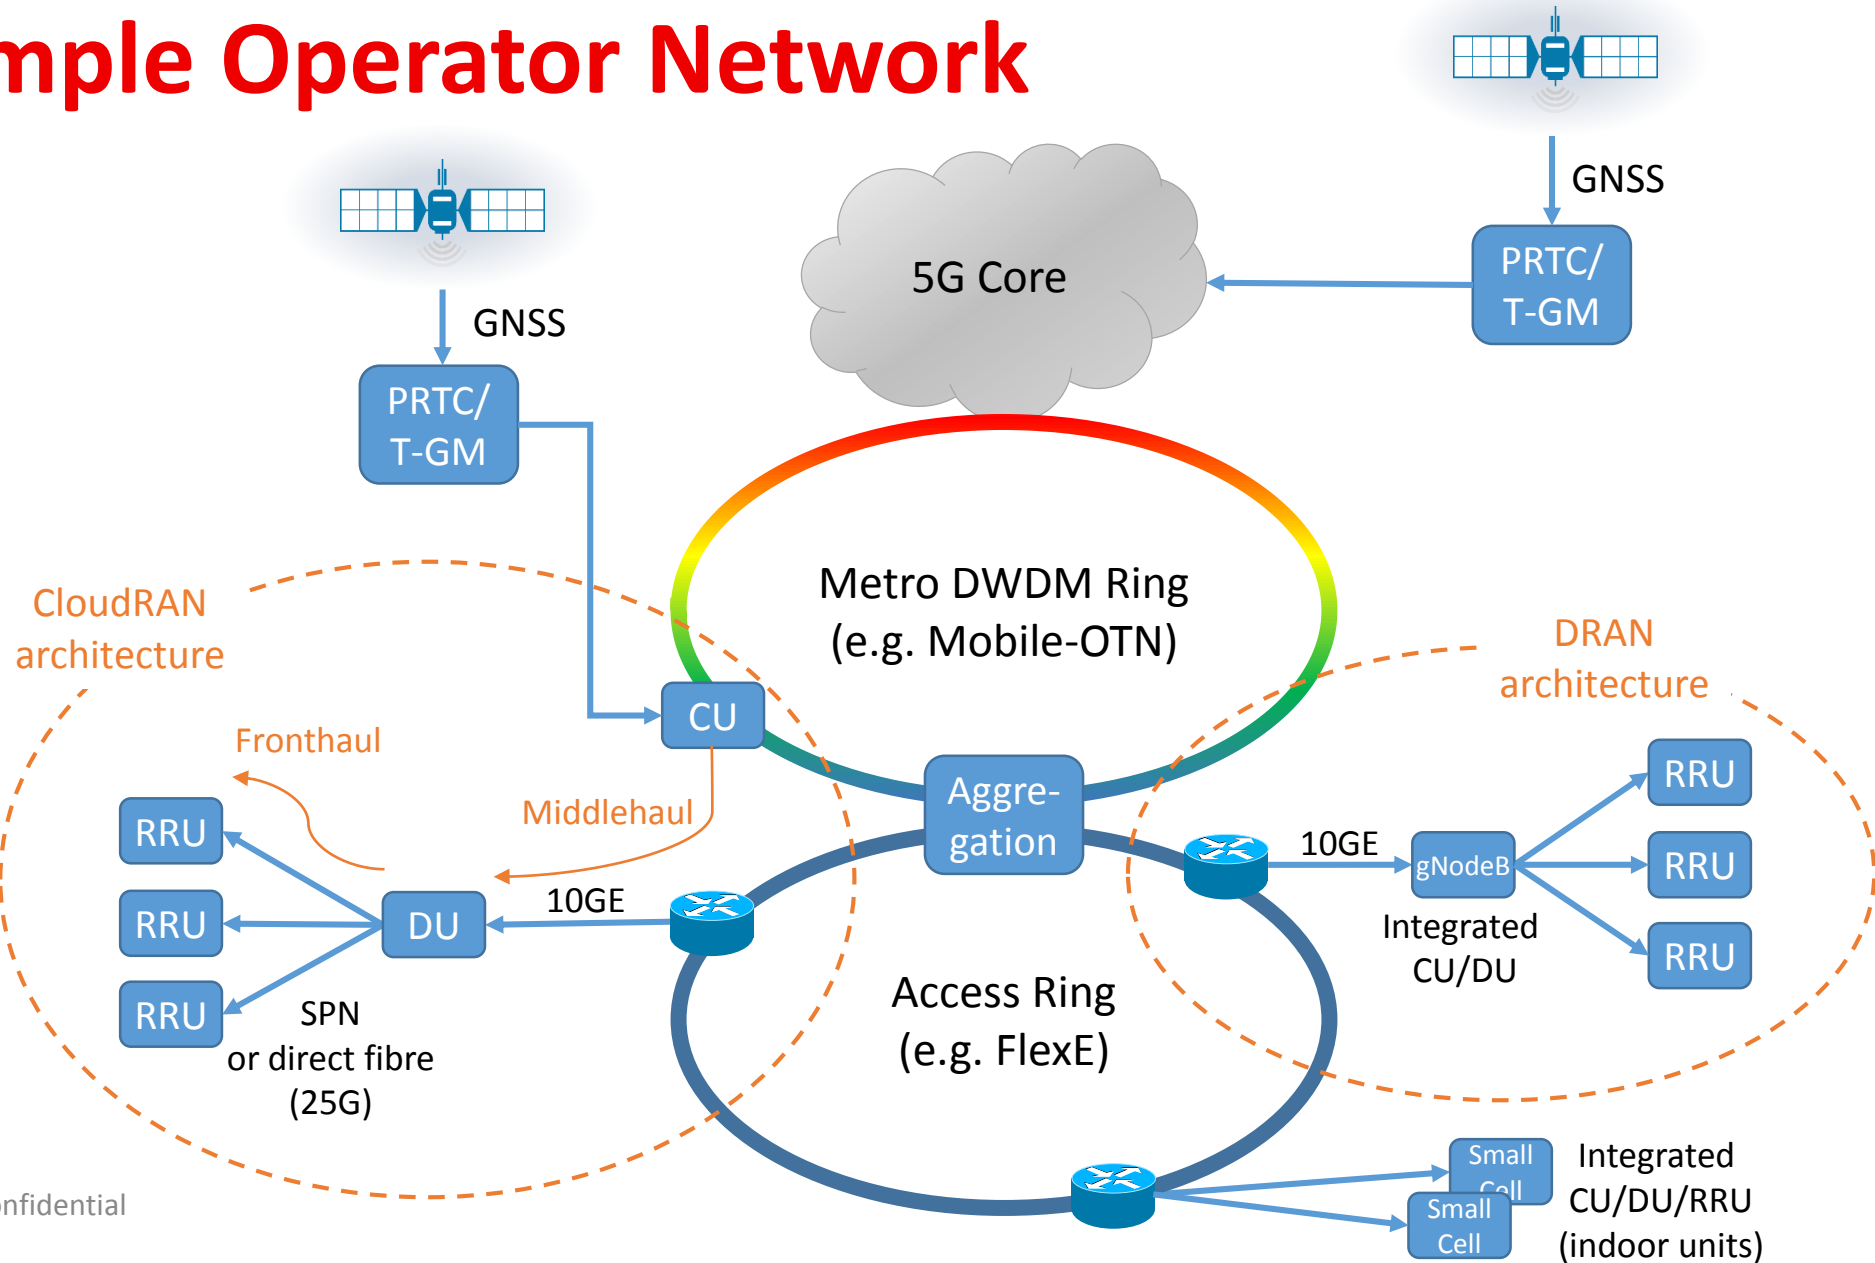 mple Operator Network
GNSS
PRTC/
T-GM
5G Core
GNSS
PRTC/
T-GM
Metro DWDM Ring
(e.g. Mobile-OTN)
CloudRAN
architecture
DRAN
architecture
CU
Fronthaul
Middlehaul
Aggre-
gation
RRU
RRU
RRU
DU
10GE
SPN
or direct fibre
(25G)
10GE
gNodeB
Integrated
CU/DU
RRU
RRU
RRU
Access Ring
(e.g. FlexE)
Small
Cell
Small
Cell
Integrated
CU/DU/RRU
(indoor units)
onfidential